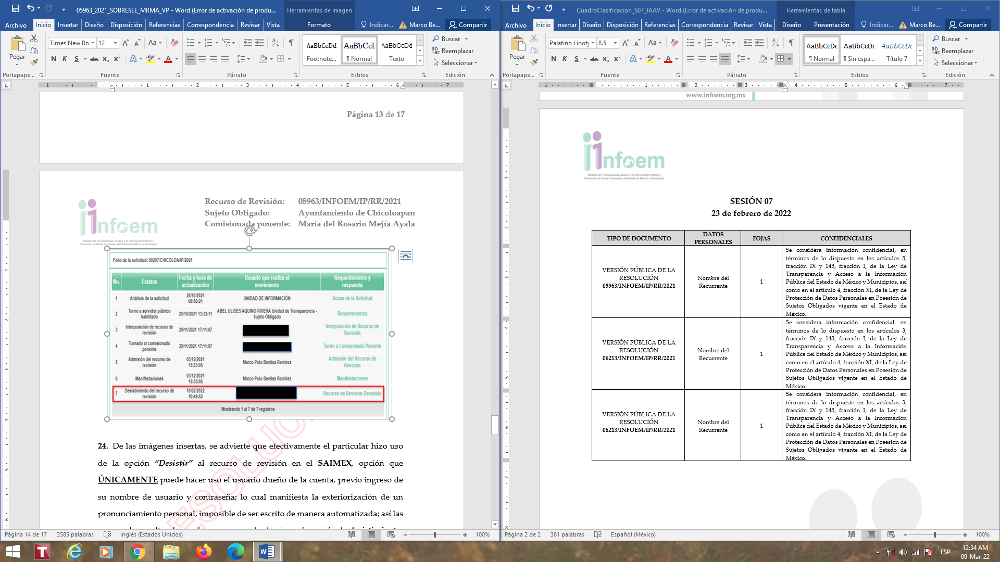 05963_2021_SOBRESEE_MRMA_VP - Word (Error de activación de produ...
Herramientas de imagen
Archivo
Inicio
Insertar
Diseño
Disposición
Referencias
Correspondencia
Revisar
Vista
Formato
Indicar...
Marco Be...
Compartir
Pegar
Times New Ro
12
Aa
N K S abc x₂ x²
AaBbCcDd
AaBbCcI
AaBbCcDd
Footnote...
¶ Normal
Texto
Buscar
Reemplazar
Seleccionar
Portapape...
Fuente
Párrafo
Estilos
Edición
Página 13 de 17
infoem
Instituto de Transparencia, Acceso a la Información Pública y
Protección de Datos Personales del Estado de México y Municipios
Recurso de Revisión: 05963/INFOEM/IP/RR/2021
Sujeto Obligado: Ayuntamiento de Chicoloapan
Comisionada ponente: María del Rosario Mejía Ayala
Folio de la solicitud: 00207/CHICOLOA/IP/2021
No. Estatus Fecha y hora de actualización Usuario que realiza el movimiento Requerimientos y respuesta
1 Análisis de la solicitud 28/10/2021 06:50:21 UNIDAD DE INFORMACIÓN Acuse de la Solicitud
2 Turno a servidor público habilitado 28/10/2021 13:33:11 ABEL ULISES AQUINO RIVERA Unidad de Transparencia - Sujeto Obligado Requerimientos
3 Interposición de recurso de revisión 29/11/2021 17:11:07 Interposición de Recurso de Revisión
4 Turnado al comisionado ponente 29/11/2021 17:11:07 Turno a Comisionado Ponente
5 Admisión del recurso de revisión 03/12/2021 15:33:05 Marco Polo Benitez Ramírez Admisión del Recurso de Revisión
6 Manifestaciones 03/12/2021 15:33:05 Marco Polo Benitez Ramírez Manifestaciones
7 Desistimiento del recurso de revisión 10/02/2022 10:49:52 Recurso de Revisión Desistido
Mostrando 1 al 7 de 7 registros
24. De las imágenes insertas, se advierte que efectivamente el particular hizo uso
de la opción “Desistir” al recurso de revisión en el SAIMEX, opción que
ÚNICAMENTE puede hacer uso el usuario dueño de la cuenta, previo ingreso de
su nombre de usuario y contraseña; lo cual manifiesta la exteriorización de un
pronunciamiento personal, imposible de ser escrito de manera automatizada; así las
Página 14 de 17
3585 palabras
Inglés (Estados Unidos)
100%
CuadroClasificacion_S07_JAAV - Word (Error de activación de produ...
Herramientas de tabla
Archivo
Inicio
Insertar
Diseño
Disposición
Referencias
Correspondencia
Revisar
Vista
Diseño
Presentación
Indicar...
Marco Be...
Compartir
Pegar
Palatino Linoty
8.5
Aa
N K S abc x₂ x²
AaBbCcDc
AaBbCcDc
AaBbCcDc
¶ Normal
¶ Sin espa...
Título 7
Buscar
Reemplazar
Seleccionar
Portapape...
Fuente
Párrafo
Estilos
Edición
www.infoem.org.mx
infoem
Instituto de Transparencia, Acceso a la Información Pública y
Protección de Datos Personales del Estado de México y Municipios
SESIÓN 07
23 de febrero de 2022
TIPO DE DOCUMENTO DATOS PERSONALES FOJAS CONFIDENCIALES
VERSIÓN PÚBLICA DE LA
RESOLUCIÓN
05963/INFOEM/IP/RR/2021
Nombre del
Recurrente
1
Se considera información confidencial, en
términos de lo dispuesto en los artículos 3,
fracción IX y 143, fracción I, de la Ley de
Transparencia y Acceso a la Información
Pública del Estado de México y Municipios, así
como en el artículo 4, fracción XI, de la Ley de
Protección de Datos Personales en Posesión de
Sujetos Obligados vigente en el Estado de
México.
VERSIÓN PÚBLICA DE LA
RESOLUCIÓN
06213/INFOEM/IP/RR/2021
Nombre del
Recurrente
1
Se considera información confidencial, en
términos de lo dispuesto en los artículos 3,
fracción IX y 143, fracción I, de la Ley de
Transparencia y Acceso a la Información
Pública del Estado de México y Municipios, así
como en el artículo 4, fracción XI, de la Ley de
Protección de Datos Personales en Posesión de
Sujetos Obligados vigente en el Estado de
México.
VERSIÓN PÚBLICA DE LA
RESOLUCIÓN
06213/INFOEM/IP/RR/2021
Nombre del
Recurrente
1
Se considera información confidencial, en
términos de lo dispuesto en los artículos 3,
fracción IX y 143, fracción I, de la Ley de
Transparencia y Acceso a la Información
Pública del Estado de México y Municipios, así
como en el artículo 4, fracción XI, de la Ley de
Protección de Datos Personales en Posesión de
Sujetos Obligados vigente en el Estado de
México.
Página 2 de 2
381 palabras
Español (México)
100%
ESP
12:34 AM
09-Mar-22